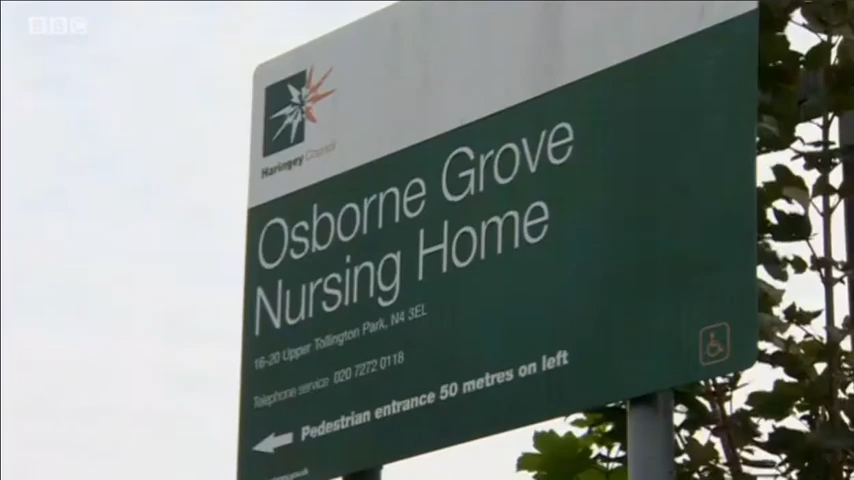 BBC
Haringey Council
Osborne Grove
Nursing Home
16-20 Upper Tollington Park, N4 3EL
Telephone service 020 7272 0118
Pedestrian entrance 50 metres on left